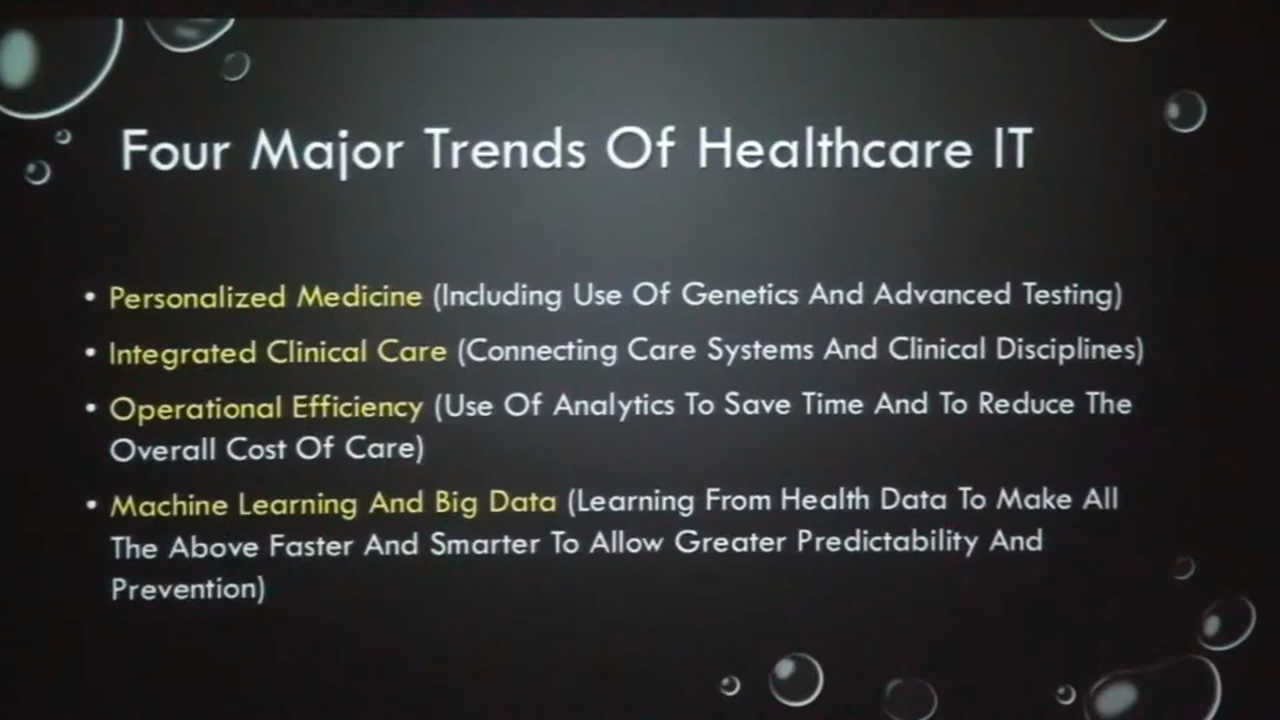 Four Major Trends Of Healthcare IT
• Personalized Medicine (Including Use Of Genetics And Advanced Testing)
• Integrated Clinical Care (Connecting Care Systems And Clinical Disciplines)
• Operational Efficiency (Use Of Analytics To Save Time And To Reduce The
Overall Cost Of Care)
• Machine Learning And Big Data (Learning From Health Data To Make All
The Above Faster And Smarter To Allow Greater Predictability And
Prevention)